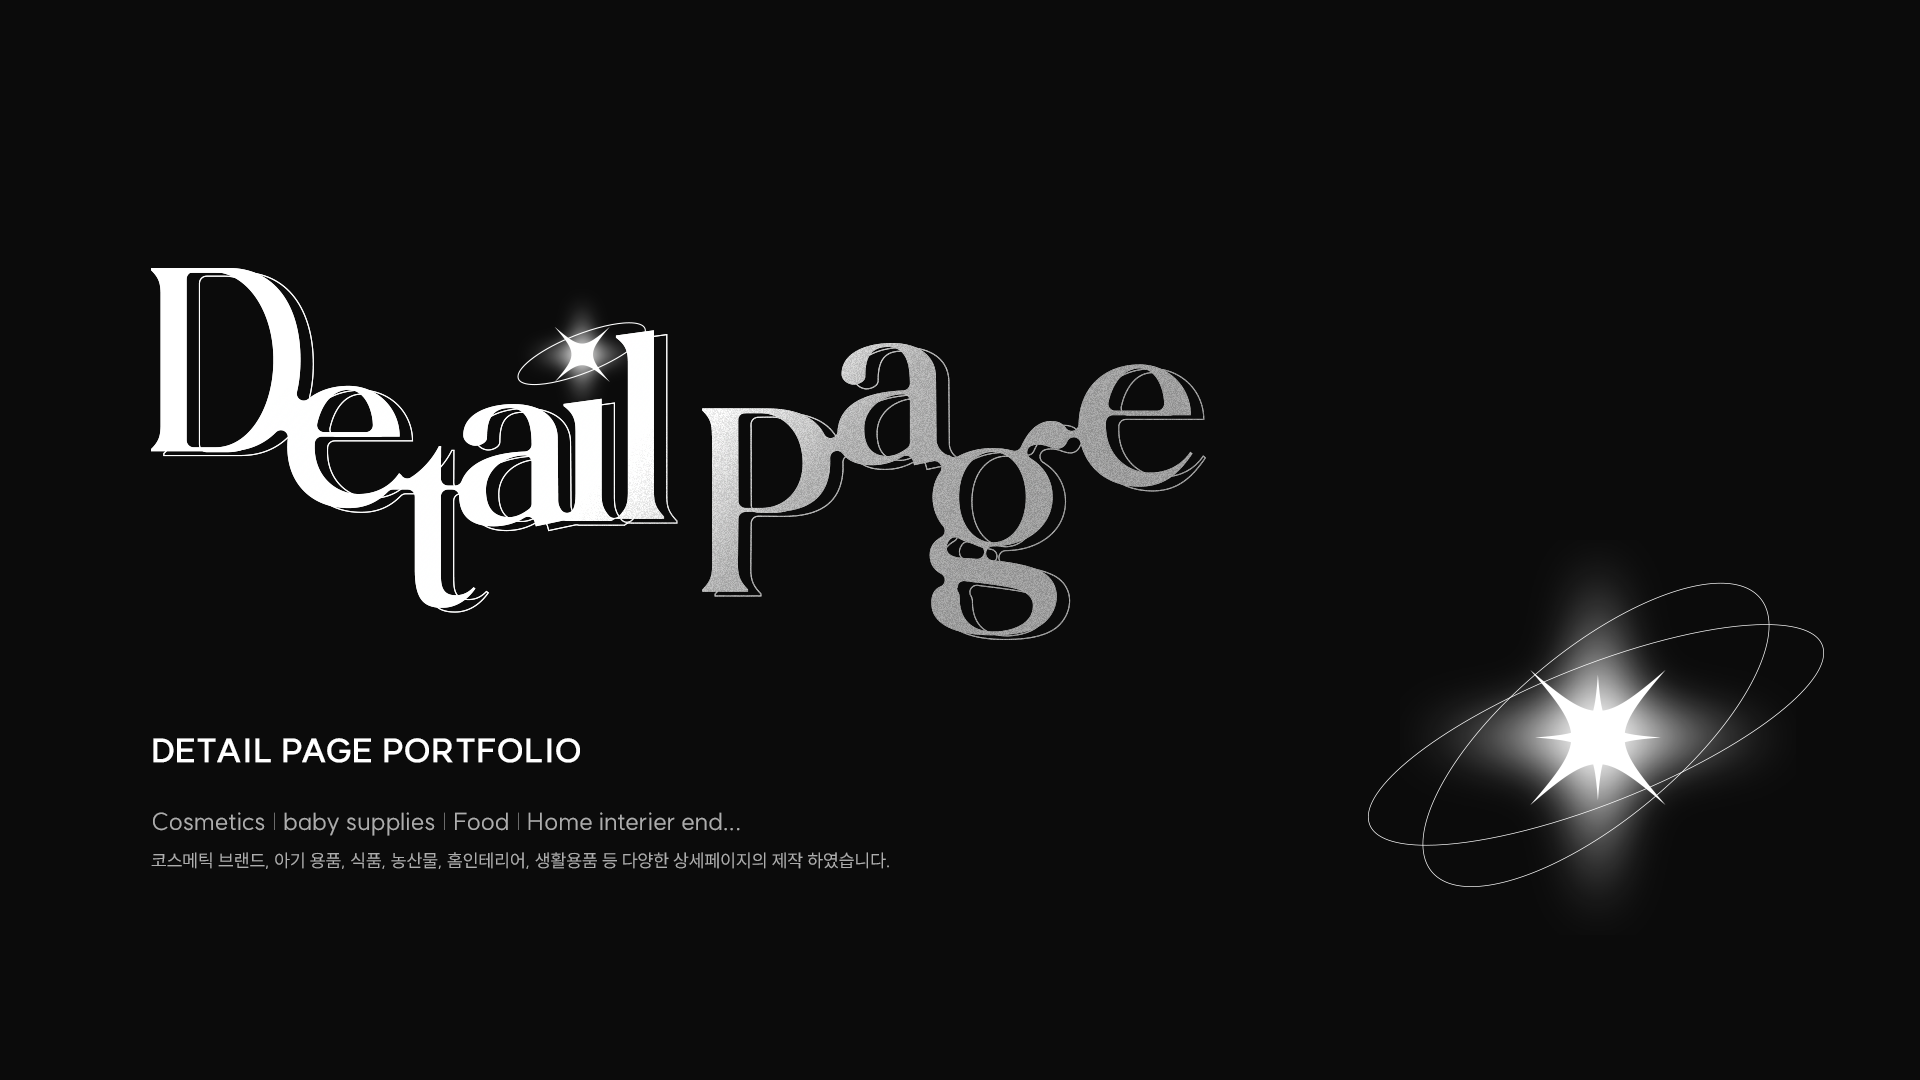 Detail Page
DETAIL PAGE PORTFOLIO
Cosmetics | baby supplies | Food | Home interier end...
코스메틱 브랜드, 아기 용품, 식품, 농산물, 홈인테리어, 생활용품 등 다양한 상세페이지의 제작 하였습니다.